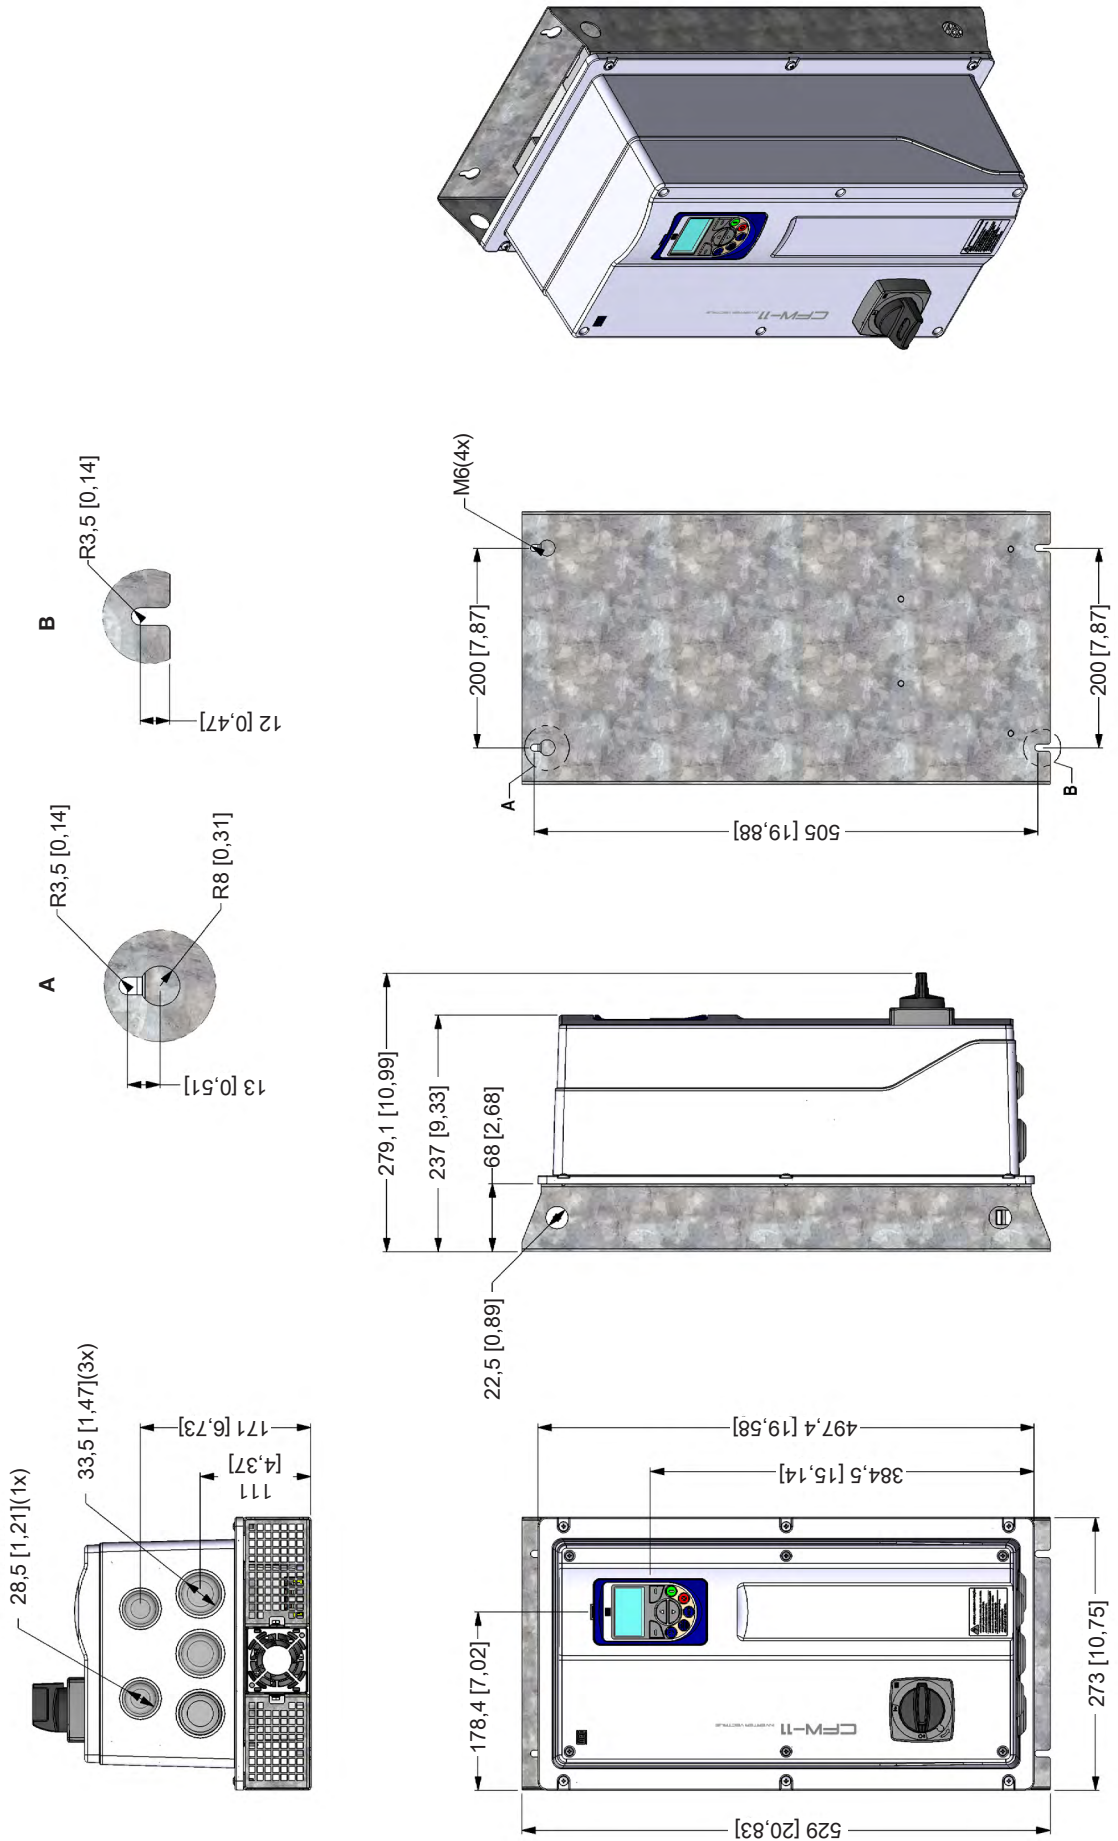 A
B
R3,5 [0,14]
R3,5 [0,14]
R8 [0,31]
13 [0,51]
12 [0,47]
28,5 [1,21](1x)
33,5 [1,47](3x)
171 [6,73]
111
[4,37]
279,1 [10,99]
237 [9,33]
68 [2,68]
22,5 [0,89]
M6(4x)
200 [7,87]
A
505 [19,88]
B
200 [7,87]
178,4 [7,02]
384,5 [15,14]
497,4 [19,58]
529 [20,83]
273 [10,75]
CFW-11
CFW-11